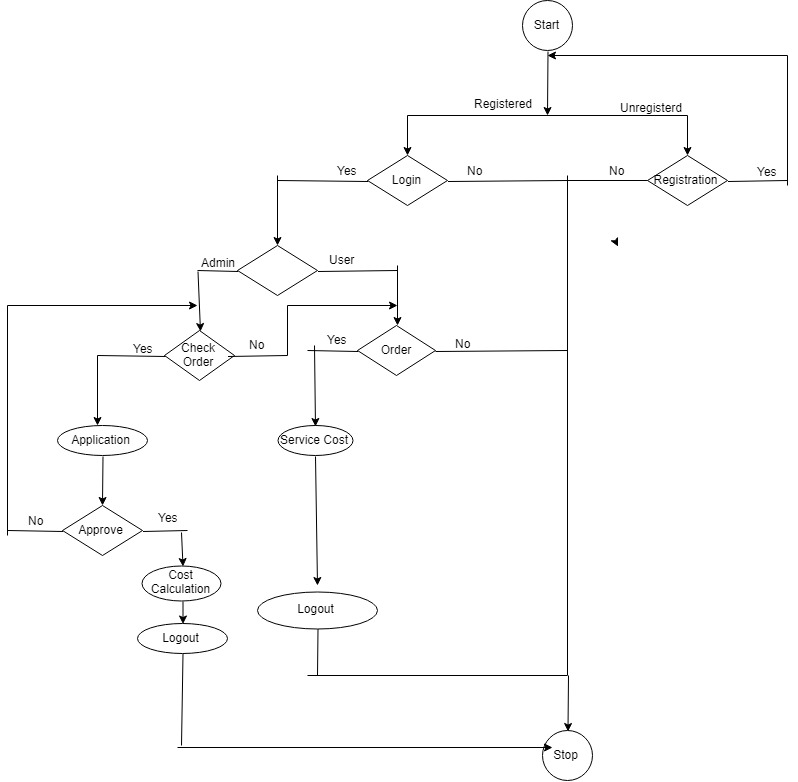 Start
Registered
Unregisterd
Yes
Login
No
No
Registration
Yes
Admin
User
Yes
Check
Order
No
Yes
Order
No
Application
Service Cost
No
Approve
Yes
Cost
Calculation
Logout
Logout
Stop